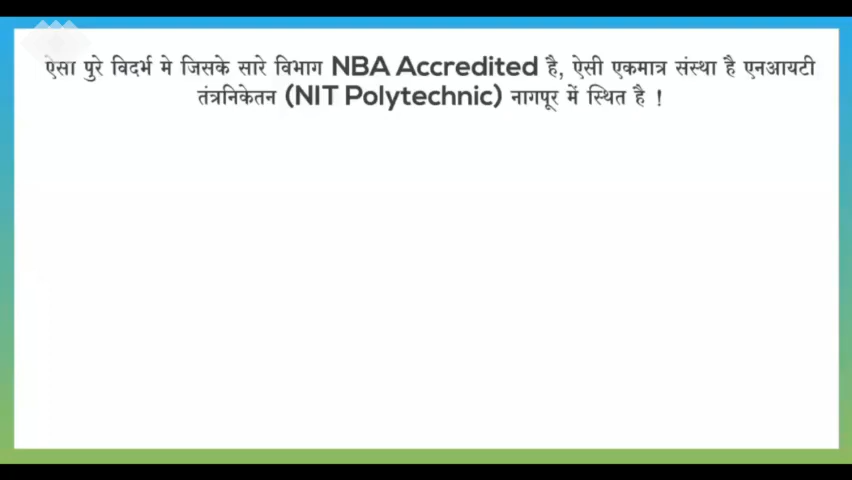 ऐसा पुरे विदर्भ मे जिसके सारे विभाग NBA Accredited है, ऐसी एकमात्र संस्था है एनआयटी
तंत्रनिकेतन (NIT Polytechnic) नागपूर में स्थित है !